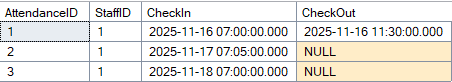 AttendanceID StaffID CheckIn CheckOut
1 1 2025-11-16 07:00:00.000 2025-11-16 11:30:00.000
2 1 2025-11-17 07:05:00.000 NULL
3 1 2025-11-18 07:00:00.000 NULL